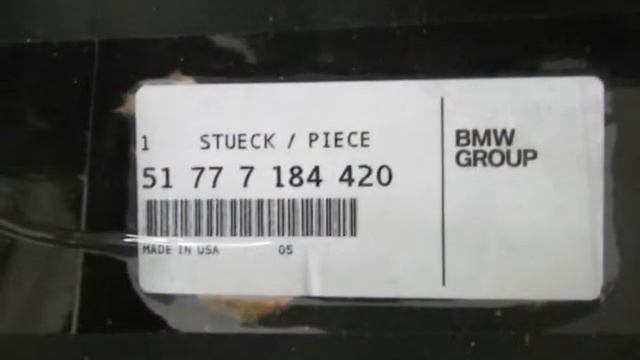 1 STUECK / PIECE
51 77 7 184 420
MADE IN USA 05
BMW
GROUP